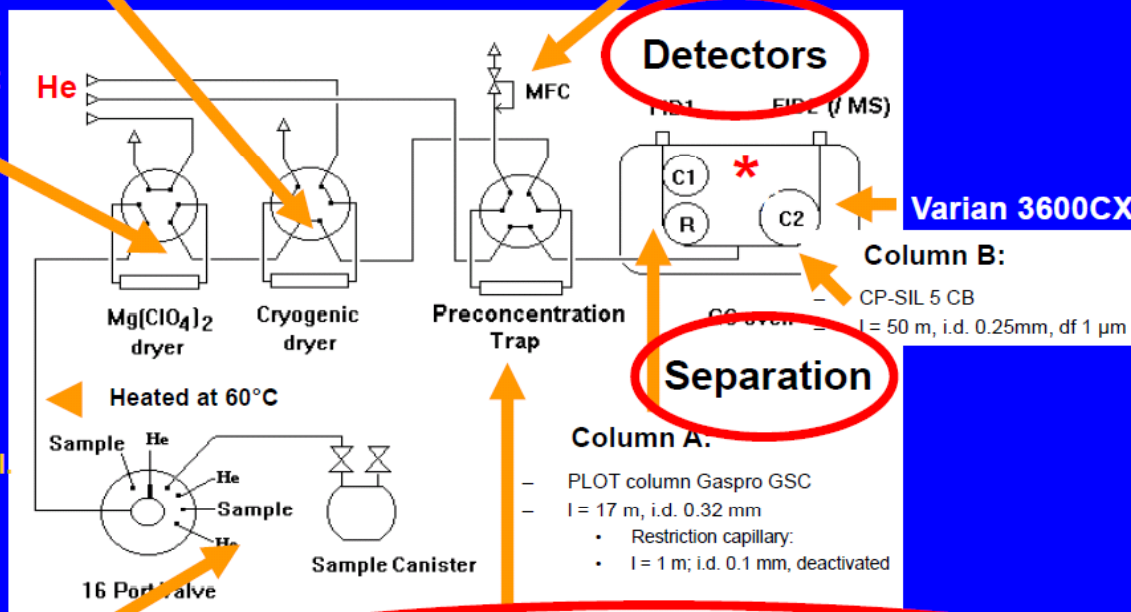 Detectors
He
MFC
FID1 FID2 (/ MS)
C1
*
R
C2
Varian 3600CX
Column B:
– CP-SIL 5 CB
– l = 50 m, i.d. 0.25mm, df 1 µm
Mg(ClO4)2
dryer
Cryogenic
dryer
Preconcentration
Trap
GC oven
Separation
Heated at 60°C
Sample
He
He
Sample
He
Sample Canister
16 Port Valve
Column A:
– PLOT column Gaspro GSC
– l = 17 m, i.d. 0.32 mm
• Restriction capillary:
• l = 1 m; i.d. 0.1 mm, deactivated